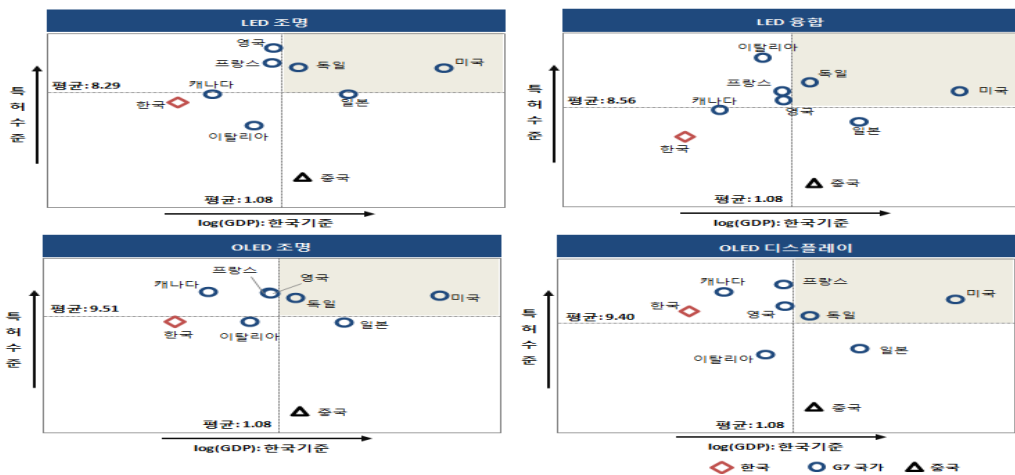 LED 조명
영국
프랑스
독일
미국
평균:8.29
캐나다
일본
한국
이탈리아
중국
평균:1.08
특허수준
log(GDP): 한국기준
LED 융합
이탈리아
독일
프랑스
미국
평균:8.56
캐나다
영국
일본
한국
중국
평균:1.08
특허수준
log(GDP): 한국기준
OLED 조명
프랑스
영국
캐나다
독일
미국
평균:9.51
한국
이탈리아
일본
중국
평균:1.08
특허수준
log(GDP): 한국기준
OLED 디스플레이
캐나다
프랑스
미국
한국
영국
독일
평균:9.40
이탈리아
일본
중국
평균:1.08
특허수준
log(GDP): 한국기준
한국 G7 국가 중국